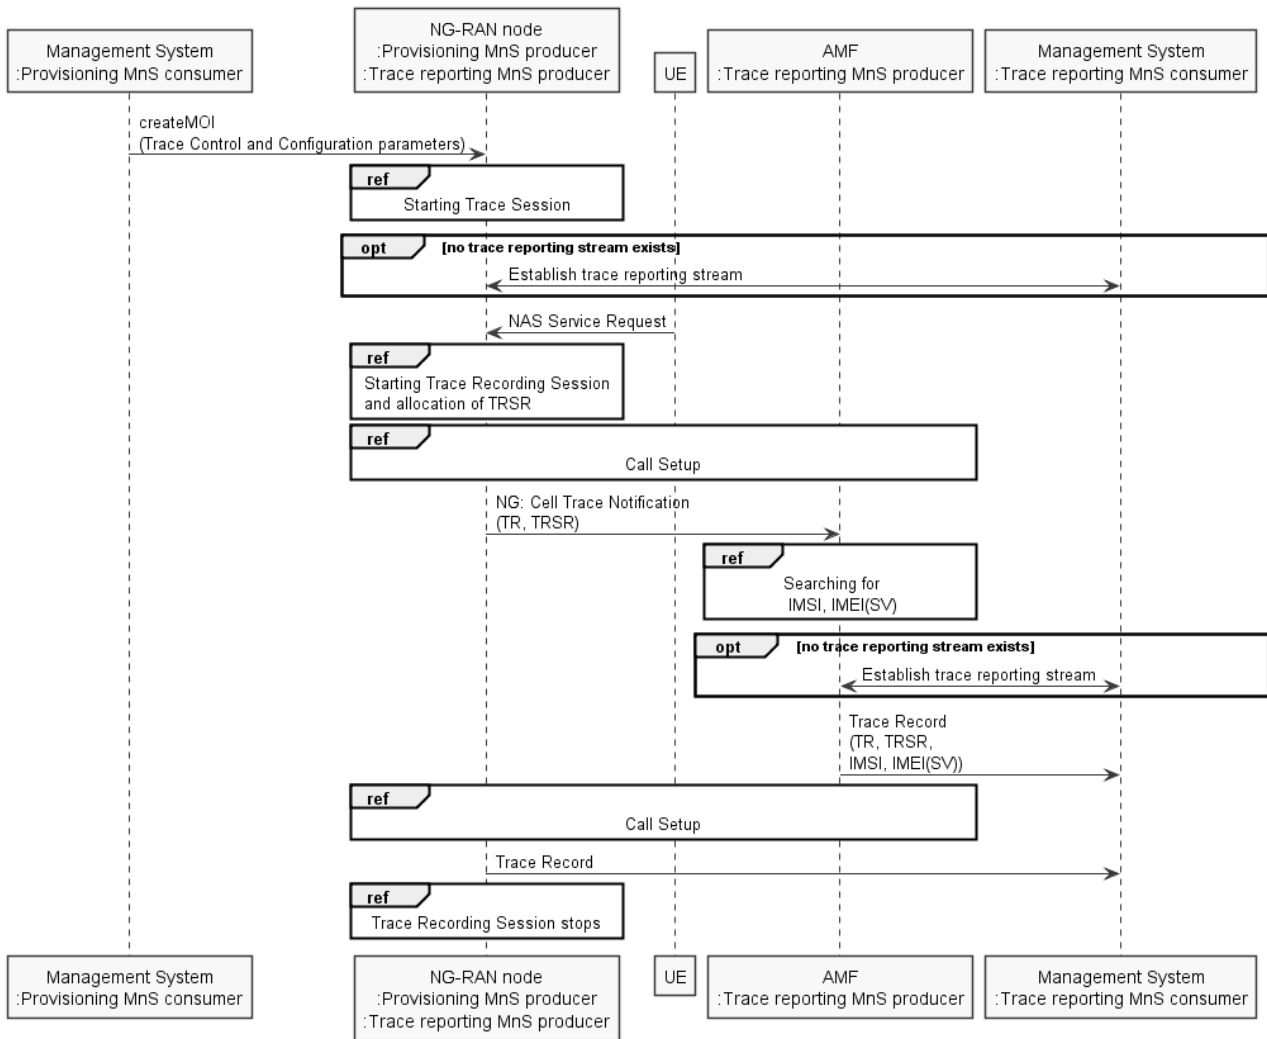 Management System
:Provisioning MnS consumer
NG-RAN node
:Provisioning MnS producer
:Trace reporting MnS producer
UE
AMF
:Trace reporting MnS producer
Management System
:Trace reporting MnS consumer
createMOI
(Trace Control and Configuration parameters)
ref
Starting Trace Session
opt
[no trace reporting stream exists]
Establish trace reporting stream
NAS Service Request
ref
Starting Trace Recording Session
and allocation of TRSR
ref
Call Setup
NG: Cell Trace Notification
(TR, TRSR)
ref
Searching for
IMSI, IMEI(SV)
opt
[no trace reporting stream exists]
Establish trace reporting stream
Trace Record
(TR, TRSR,
IMSI, IMEI(SV))
ref
Call Setup
Trace Record
ref
Trace Recording Session stops
Management System
:Provisioning MnS consumer
NG-RAN node
:Provisioning MnS producer
:Trace reporting MnS producer
UE
AMF
:Trace reporting MnS producer
Management System
:Trace reporting MnS consumer